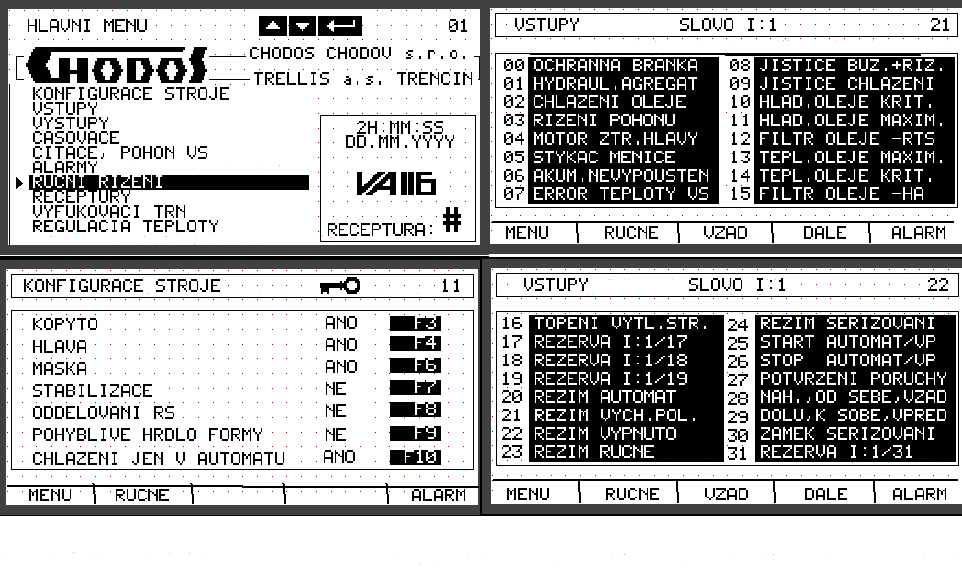 HLAVNI MENU 01
CHODOS
CHODOS CHODOV s.r.o.
TRELLIS a.s. TRENCIN
KONFIGURACE STROJE
VSTUPY
VYSTUPY
CASOVACE
CITACE, POHON VS
ALARMY
RUCNI RIZENI
RECEPTURY
VYFUKOVACI TRN
REGULACIA TEPLOTY
2H:MM:SS
DD.MM.YYYY
VA116
RECEPTURA: #
VSTUPY SLOVO I:1 21
00 OCHRANNA BRANKA 08 JISTICE BUZ.+RIZ.
01 HYDRAUL.AGREGAT 09 JISTICE CHLAZENI
02 CHLAZENI OLEJE 10 HLAD.OLEJE KRIT.
03 RIZENI POHONU 11 HLAD.OLEJE MAXIM.
04 MOTOR ZTR.HLAVY 12 FILTR OLEJE -RTS
05 STYKAC MENICE 13 TEPL.OLEJE MAXIM.
06 AKUM.NEVYPOUSTEN 14 TEPL.OLEJE KRIT.
07 ERROR TEPLOTY VS 15 FILTR OLEJE -HA
MENU RUCNE VZAD DALE ALARM
KONFIGURACE STROJE 11
KOPYTO ANO F3
HLAVA ANO F4
MASKA ANO F6
STABILIZACE NE F7
ODDELOVANI RS NE F8
POHYBLIVE HRDLO FORMY NE F9
CHLAZENI JEN V AUTOMATU ANO F10
MENU RUCNE ALARM
VSTUPY SLOVO I:1 22
16 TOPENI VYTL.STR. 24 REZIM SERIZOVANI
17 REZERVA I:1/17 25 START AUTOMAT/VP
18 REZERVA I:1/18 26 STOP AUTOMAT/VP
19 REZERVA I:1/19 27 POTVRZENI PORUCHY
20 REZIM AUTOMAT 28 NAH.,OD SEBE,VZAD
21 REZIM VYCH.POL. 29 DOLU,K SOBE,VPRED
22 REZIM VYPNUTO 30 ZAMEK SERIZOVANI
23 REZIM RUCNE 31 REZERVA I:1/31
MENU RUCNE VZAD DALE ALARM